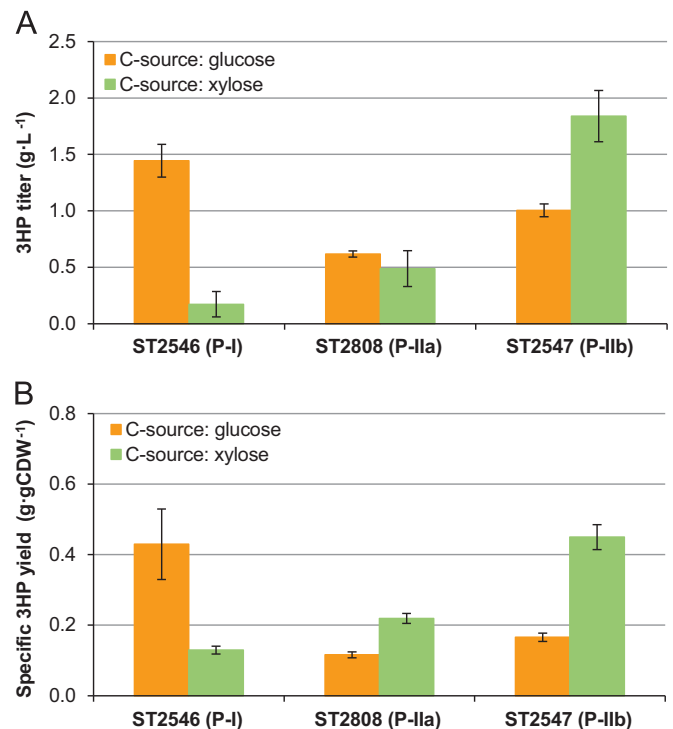 A
3HP titer (g·L⁻¹)
2.5
2.0
1.5
1.0
0.5
0.0
C-source: glucose
C-source: xylose
ST2546 (P-I) ST2808 (P-IIa) ST2547 (P-IIb)
B
Specific 3HP yield (g·gCDW⁻¹)
0.8
0.6
0.4
0.2
0.0
C-source: glucose
C-source: xylose
ST2546 (P-I) ST2808 (P-IIa) ST2547 (P-IIb)